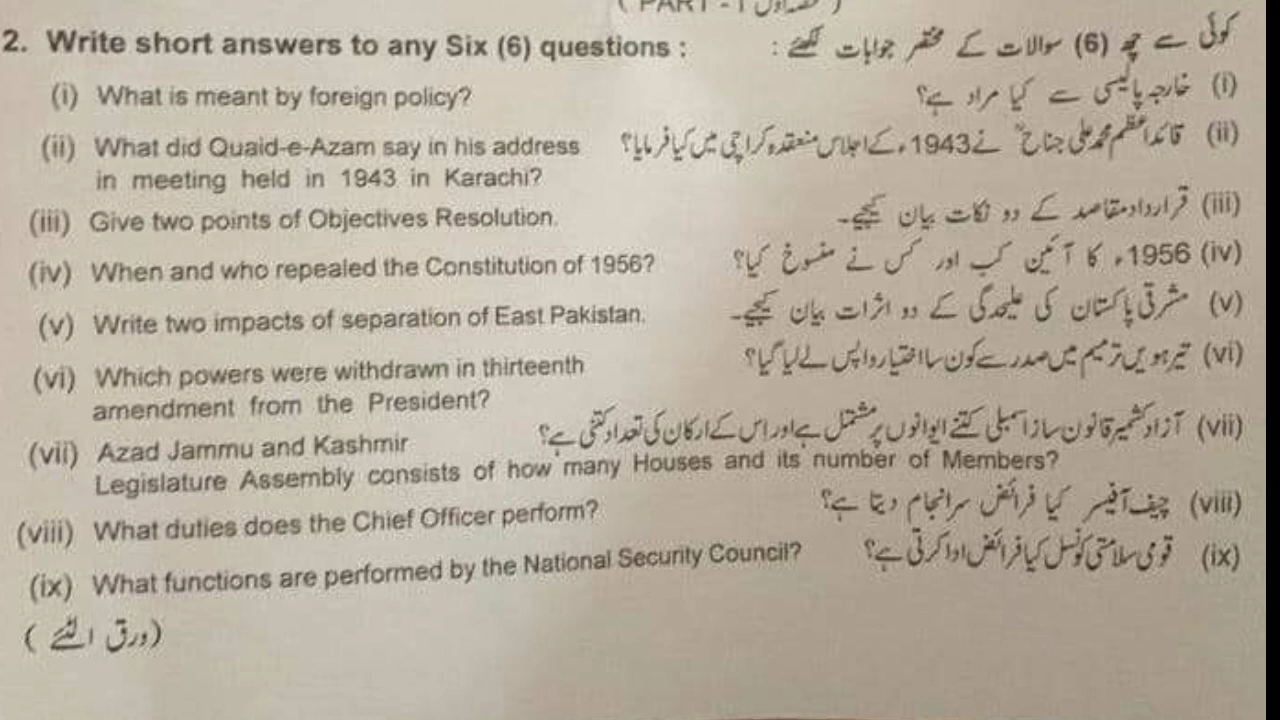 ( PART - I حصہ اول )
2. Write short answers to any Six (6) questions : کوئی سے چھ (6) سوالات کے مختصر جوابات لکھئے :
(i) What is meant by foreign policy? (i) خارجہ پالیسی سے کیا مراد ہے؟
(ii) What did Quaid-e-Azam say in his address (ii) قائداعظم محمد علی جناحؒ نے 1943ء کے اجلاس منعقدہ کراچی میں کیا فرمایا؟
in meeting held in 1943 in Karachi?
(iii) Give two points of Objectives Resolution. (iii) قرارداد مقاصد کے دو نکات بیان کیجیے۔
(iv) When and who repealed the Constitution of 1956? (iv) 1956ء کا آئین کب اور کس نے منسوخ کیا؟
(v) Write two impacts of separation of East Pakistan. (v) مشرقی پاکستان کی علیحدگی کے دو اثرات بیان کیجیے۔
(vi) Which powers were withdrawn in thirteenth (vi) تیرہویں ترمیم میں صدر سے کون سا اختیار واپس لے لیا گیا؟
amendment from the President?
(vii) Azad Jammu and Kashmir (vii) آزاد کشمیر قانون ساز اسمبلی کتنے ایوانوں پر مشتمل ہے اور اس کے ارکان کی تعداد کتنی ہے؟
Legislature Assembly consists of how many Houses and its number of Members?
(viii) What duties does the Chief Officer perform? (viii) چیف آفیسر کیا فرائض سرانجام دیتا ہے؟
(ix) What functions are performed by the National Security Council? (ix) قومی سلامتی کونسل کیا فرائض ادا کرتی ہے؟
(ورق الٹئے)